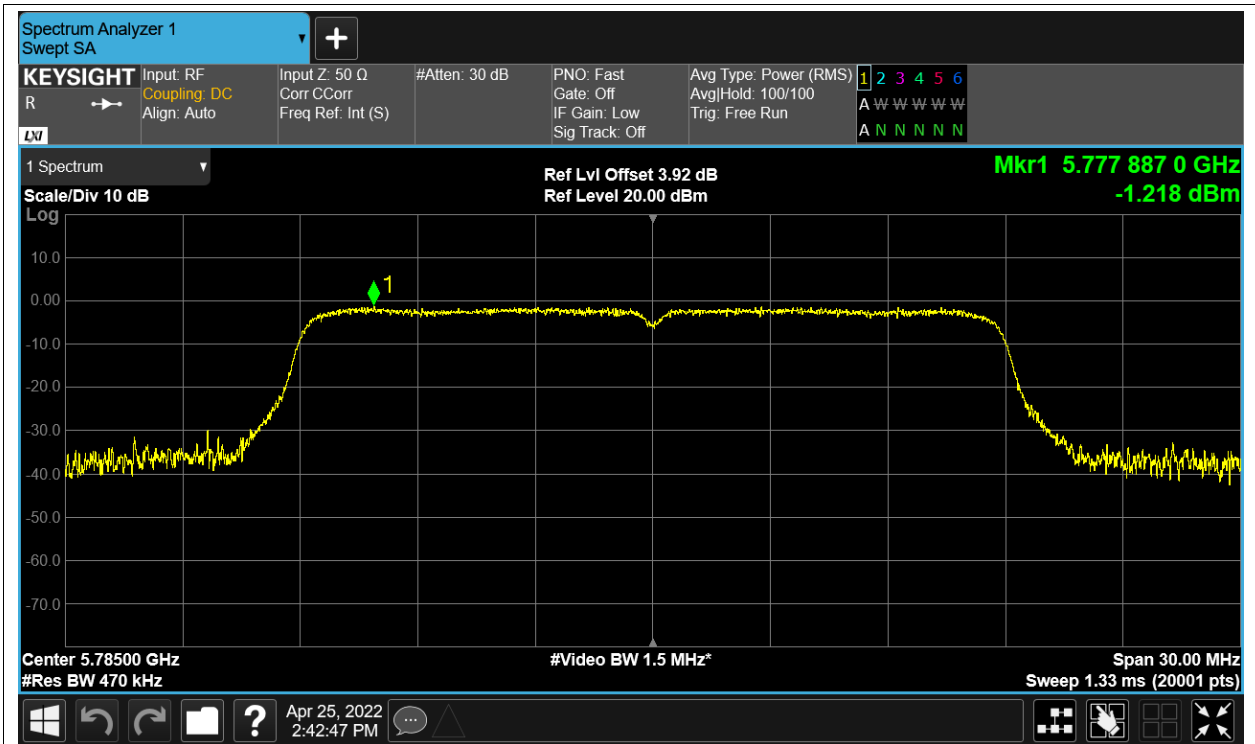 Spectrum Analyzer 1
Swept SA
KEYSIGHT
R
LXI
Input: RF
Coupling: DC
Align: Auto
Input Z: 50 Ω
Corr CCorr
Freq Ref: Int (S)
#Atten: 30 dB
PNO: Fast
Gate: Off
IF Gain: Low
Sig Track: Off
Avg Type: Power (RMS)
Avg|Hold: 100/100
Trig: Free Run
1 2 3 4 5 6
A W W W W W
A N N N N N
1 Spectrum
Scale/Div 10 dB
Ref Lvl Offset 3.92 dB
Ref Level 20.00 dBm
Mkr1 5.777 887 0 GHz
-1.218 dBm
Log
10.0
0.00
-10.0
-20.0
-30.0
-40.0
-50.0
-60.0
-70.0
1
Center 5.78500 GHz
#Res BW 470 kHz
#Video BW 1.5 MHz*
Span 30.00 MHz
Sweep 1.33 ms (20001 pts)
?
Apr 25, 2022
2:42:47 PM